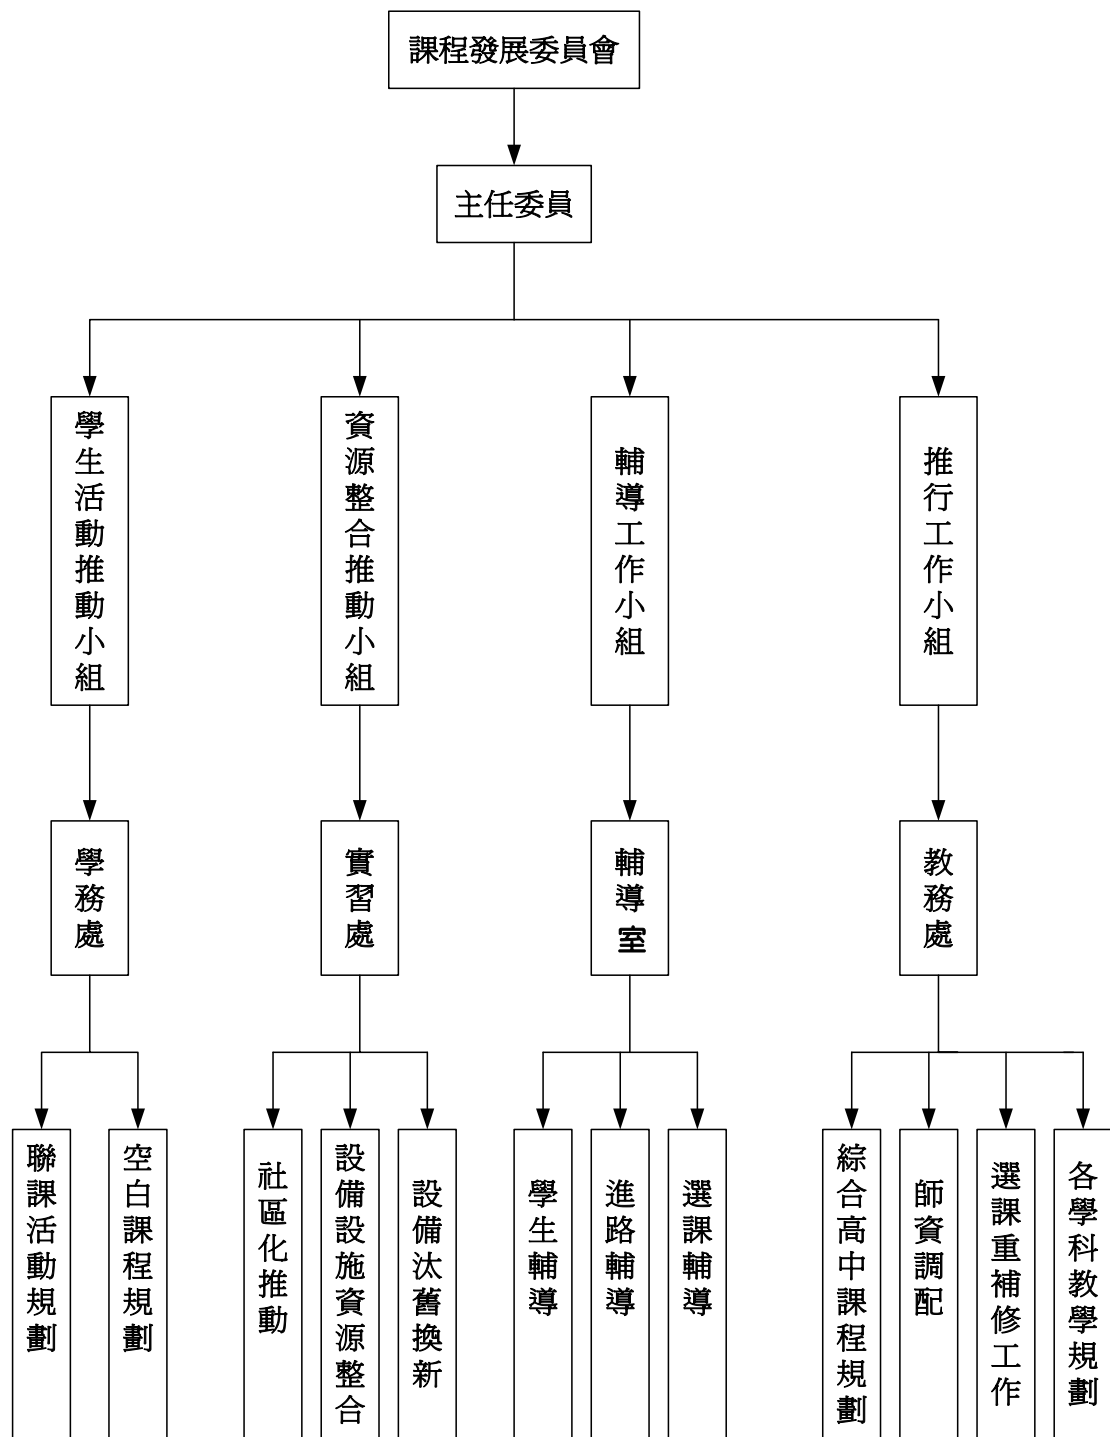 課程發展委員會
主任委員
學生活動推動小組
資源整合推動小組
輔導工作小組
推行工作小組
學務處
實習處
輔導室
教務處
聯課活動規劃
空白課程規劃
社區化推動
設備設施資源整合
設備汰舊換新
學生輔導
進路輔導
選課輔導
綜合高中課程規劃
師資調配
選課重補修工作
各學科教學規劃